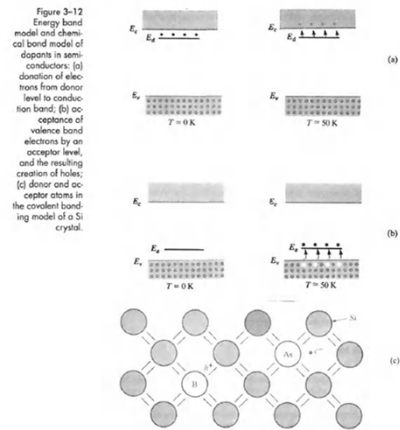 Figure 3–12
Energy band
model and chemi-
cal bond model of
dopants in semi-
conductors: (a)
donation of elec-
trons from donor
level to conduc-
tion band; (b) ac-
ceptance of
valence band
electrons by an
acceptor level,
and the resulting
creation of holes;
(c) donor and ac-
ceptor atoms in
the covalent bond-
ing model of a Si
crystal.
Ec Ec
Ed Ed
(a)
Ev Ev
T = 0 K T ≈ 50 K
Ec Ec
(b)
Ea Ea
Ev Ev
T = 0 K T ≈ 50 K
Si
As
(c)
B